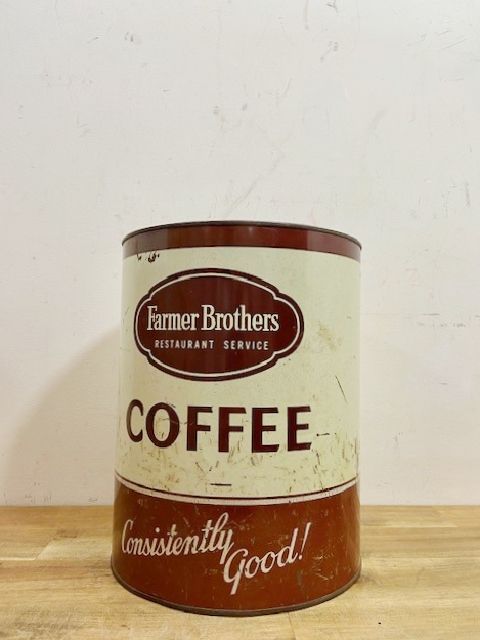 Farmer Brothers
RESTAURANT SERVICE
COFFEE
Consistently
Good!